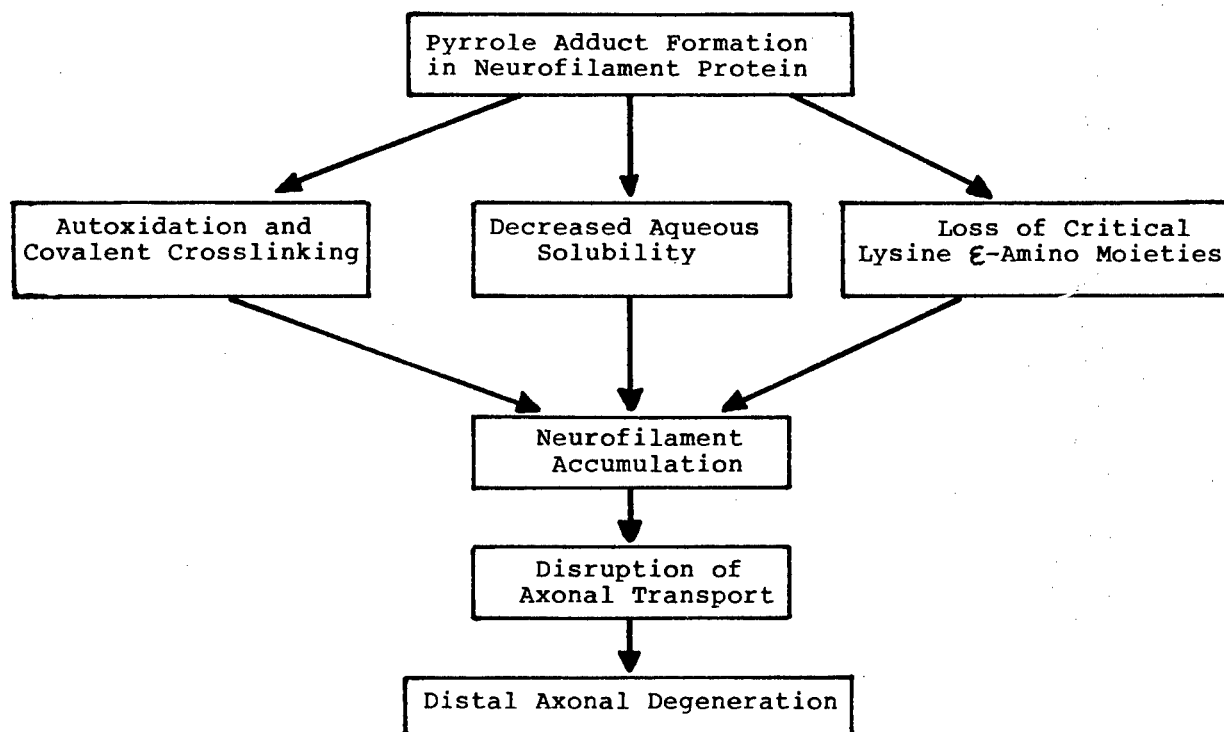 Pyrrole Adduct Formation
in Neurofilament Protein
Autoxidation and
Covalent Crosslinking
Decreased Aqueous
Solubility
Loss of Critical
Lysine ε-Amino Moieties
Neurofilament
Accumulation
Disruption of
Axonal Transport
Distal Axonal Degeneration